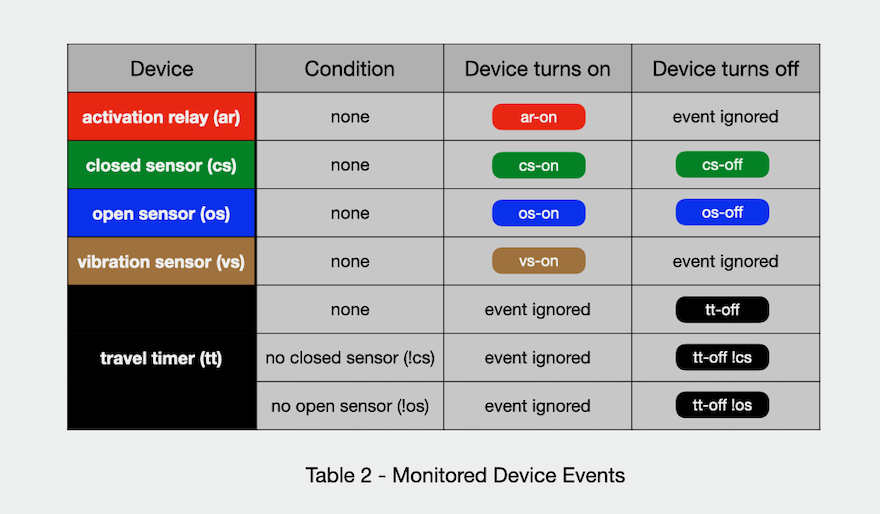 Device Condition Device turns on Device turns off
activation relay (ar) none ar-on event ignored
closed sensor (cs) none cs-on cs-off
open sensor (os) none os-on os-off
vibration sensor (vs) none vs-on event ignored
none event ignored tt-off
travel timer (tt) no closed sensor (!cs) event ignored tt-off !cs
no open sensor (!os) event ignored tt-off !os
Table 2 - Monitored Device Events